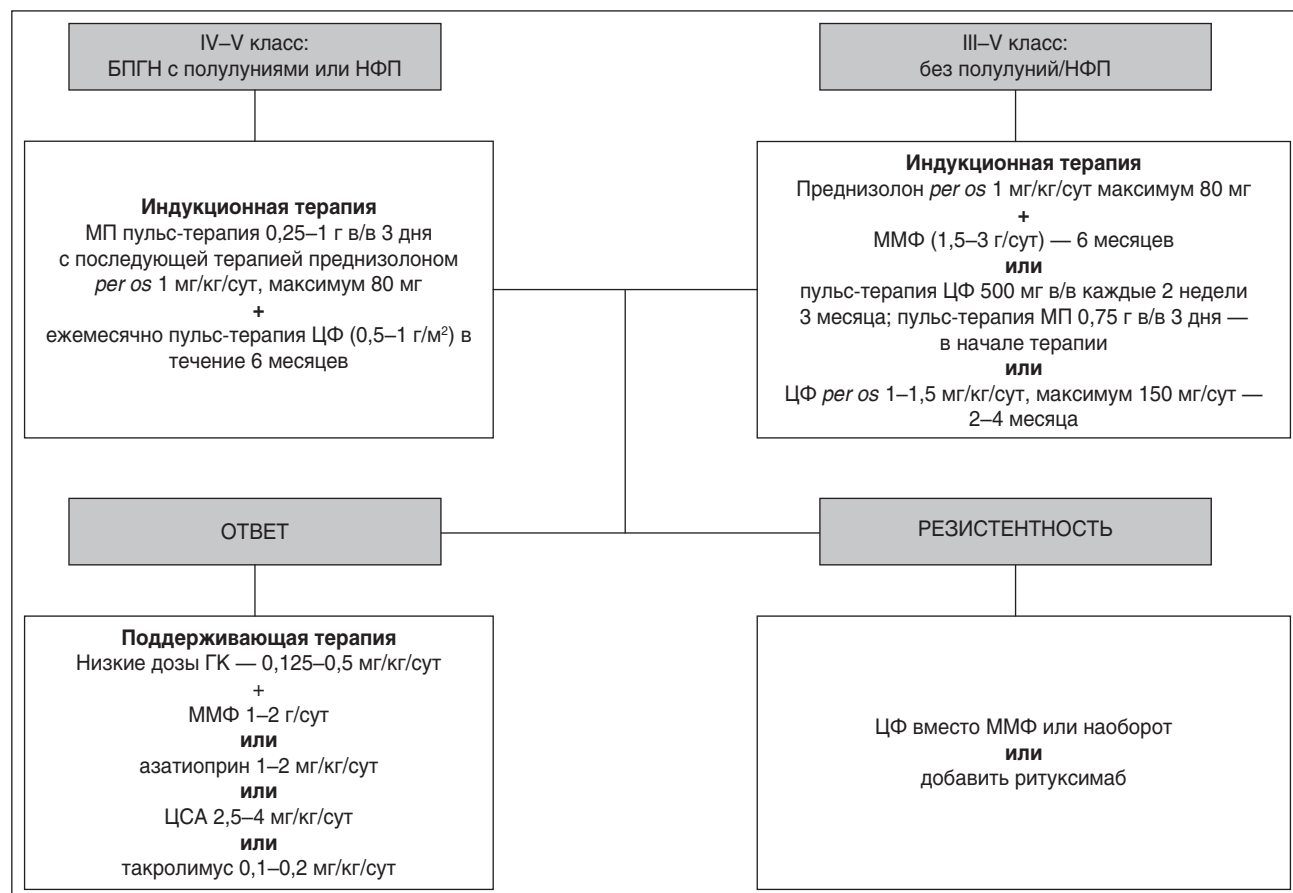 IV–V класс:
БПГН с полулуниями или НФП
III–V класс:
без полулуний/НФП
Индукционная терапия
МП пульс-терапия 0,25–1 г в/в 3 дня
с последующей терапией преднизолоном
per os 1 мг/кг/сут, максимум 80 мг
+
ежемесячно пульс-терапия ЦФ (0,5–1 г/м²) в
течение 6 месяцев
Индукционная терапия
Преднизолон per os 1 мг/кг/сут максимум 80 мг
+
ММФ (1,5–3 г/сут) — 6 месяцев
или
пульс-терапия ЦФ 500 мг в/в каждые 2 недели
3 месяца; пульс-терапия МП 0,75 г в/в 3 дня —
в начале терапии
или
ЦФ per os 1–1,5 мг/кг/сут, максимум 150 мг/сут —
2–4 месяца
ОТВЕТ
РЕЗИСТЕНТНОСТЬ
Поддерживающая терапия
Низкие дозы ГК — 0,125–0,5 мг/кг/сут
+
ММФ 1–2 г/сут
или
азатиоприн 1–2 мг/кг/сут
или
ЦСА 2,5–4 мг/кг/сут
или
такролимус 0,1–0,2 мг/кг/сут
ЦФ вместо ММФ или наоборот
или
добавить ритуксимаб